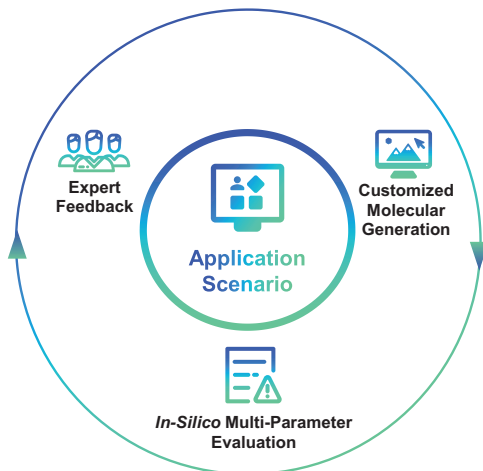 Expert
Feedback
Customized
Molecular
Generation
Application
Scenario
In-Silico Multi-Parameter
Evaluation